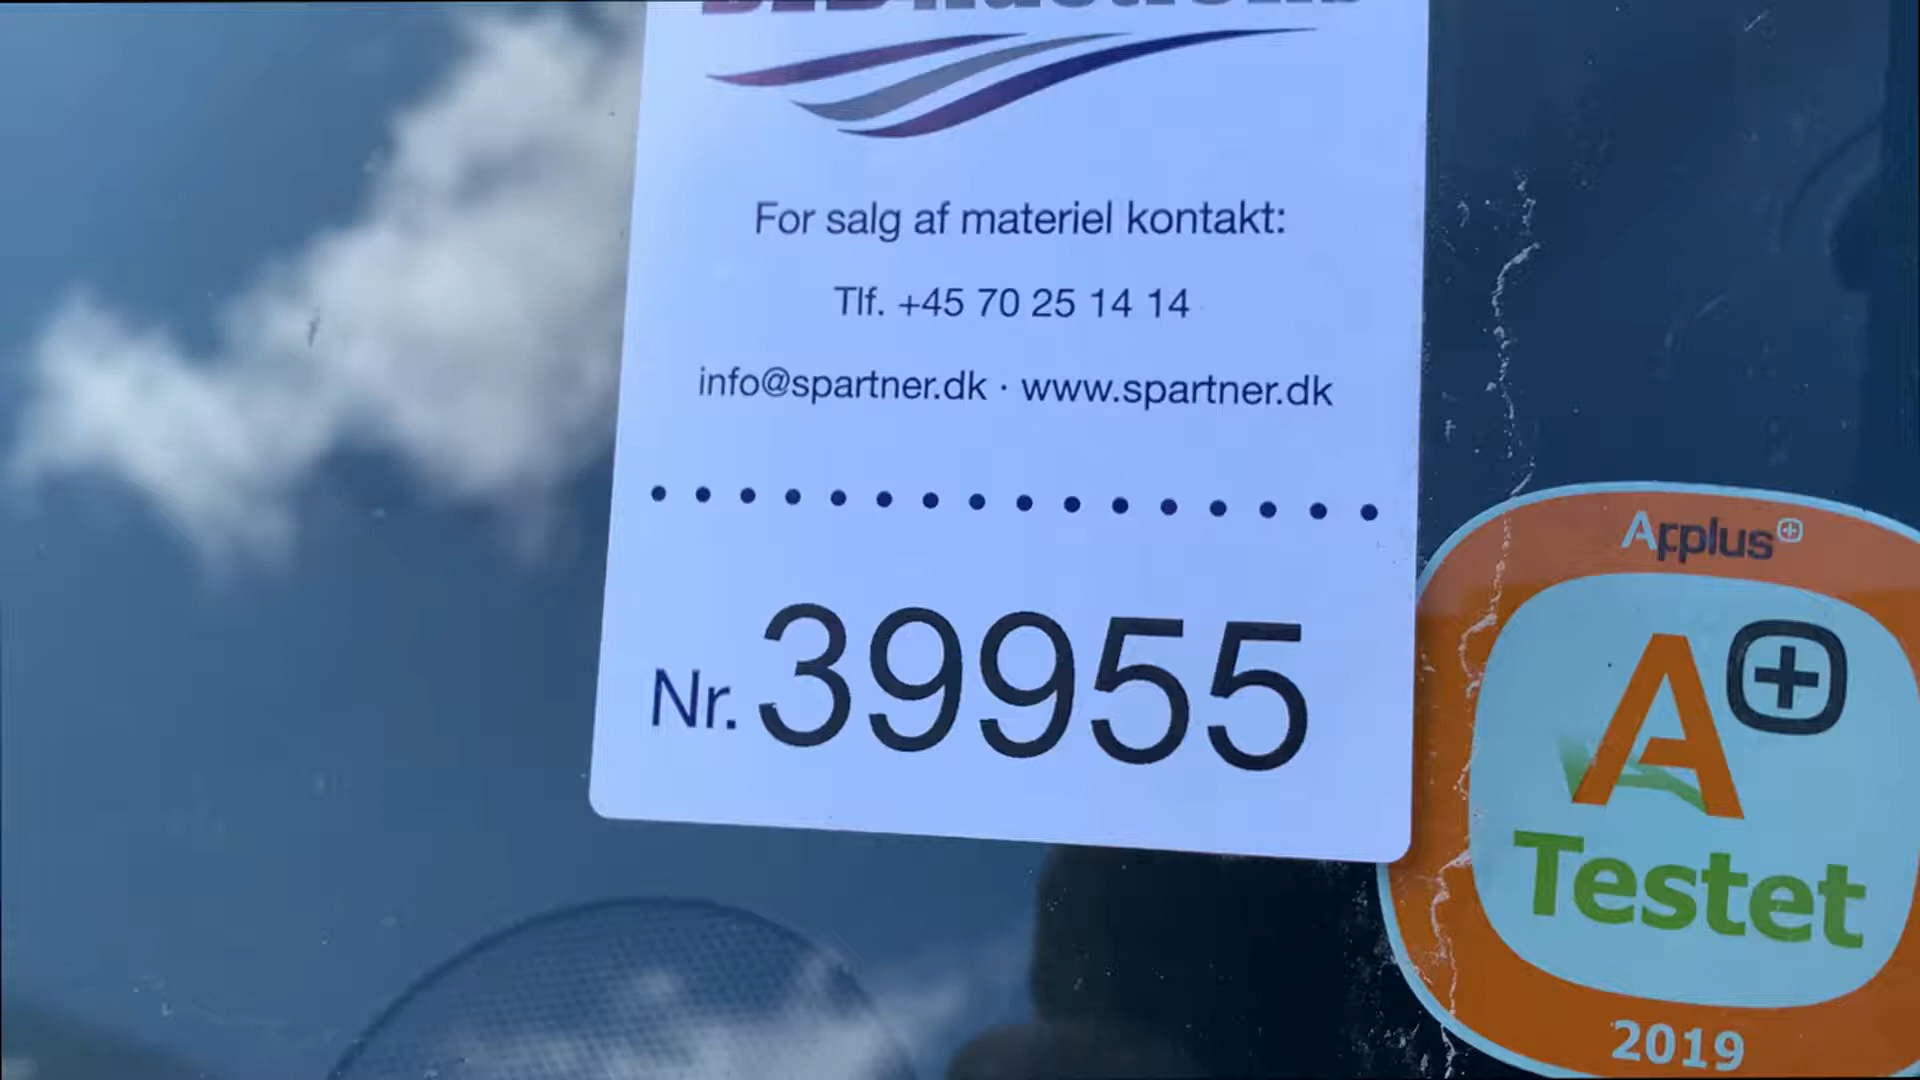 For salg af materiel kontakt:
Tlf. +45 70 25 14 14
info@spartner.dk · www.spartner.dk
Nr. 39955
Applus+
A+
Testet
2019